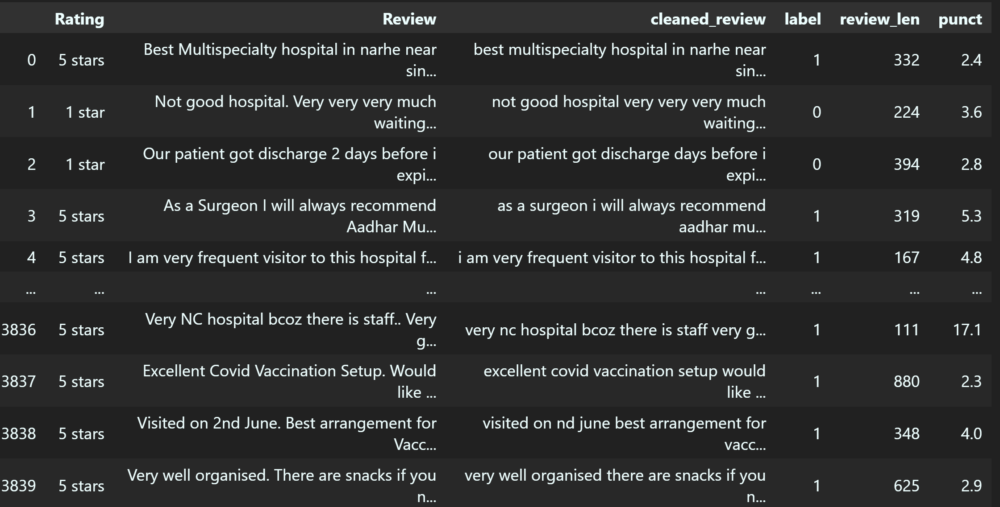 Rating Review cleaned_review label review_len punct
0 5 stars Best Multispecialty hospital in narhe near sin... best multispecialty hospital in narhe near sin... 1 332 2.4
1 1 star Not good hospital. Very very very much waiting... not good hospital very very very much waiting... 0 224 3.6
2 1 star Our patient got discharge 2 days before i expi... our patient got discharge days before i expi... 0 394 2.8
3 5 stars As a Surgeon I will always recommend Aadhar Mu... as a surgeon i will always recommend aadhar mu... 1 319 5.3
4 5 stars I am very frequent visitor to this hospital f... i am very frequent visitor to this hospital f... 1 167 4.8
... ... ... ... ... ... ...
3836 5 stars Very NC hospital bcoz there is staff.. Very g... very nc hospital bcoz there is staff very g... 1 111 17.1
3837 5 stars Excellent Covid Vaccination Setup. Would like ... excellent covid vaccination setup would like ... 1 880 2.3
3838 5 stars Visited on 2nd June. Best arrangement for Vacc... visited on nd june best arrangement for vacc... 1 348 4.0
3839 5 stars Very well organised. There are snacks if you n... very well organised there are snacks if you n... 1 625 2.9